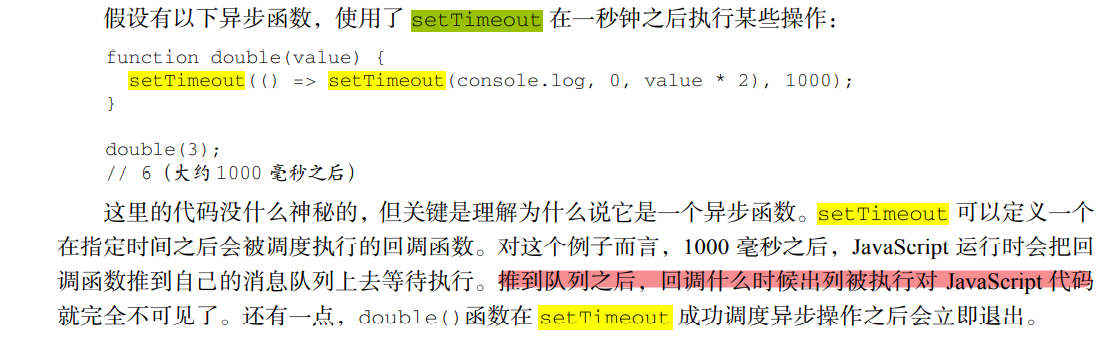 假设有以下异步函数，使用了 setTimeout 在一秒钟之后执行某些操作：
function double(value) {
  setTimeout(() => setTimeout(console.log, 0, value * 2), 1000);
}
double(3);
// 6（大约 1000 毫秒之后）
这里的代码没什么神秘的，但关键是理解为什么说它是一个异步函数。setTimeout 可以定义一个
在指定时间之后会被调度执行的回调函数。对这个例子而言，1000 毫秒之后，JavaScript 运行时会把回
调函数推到自己的消息队列上去等待执行。推到队列之后，回调什么时候出列被执行对 JavaScript 代码
就完全不可见了。还有一点，double()函数在 setTimeout 成功调度异步操作之后会立即退出。